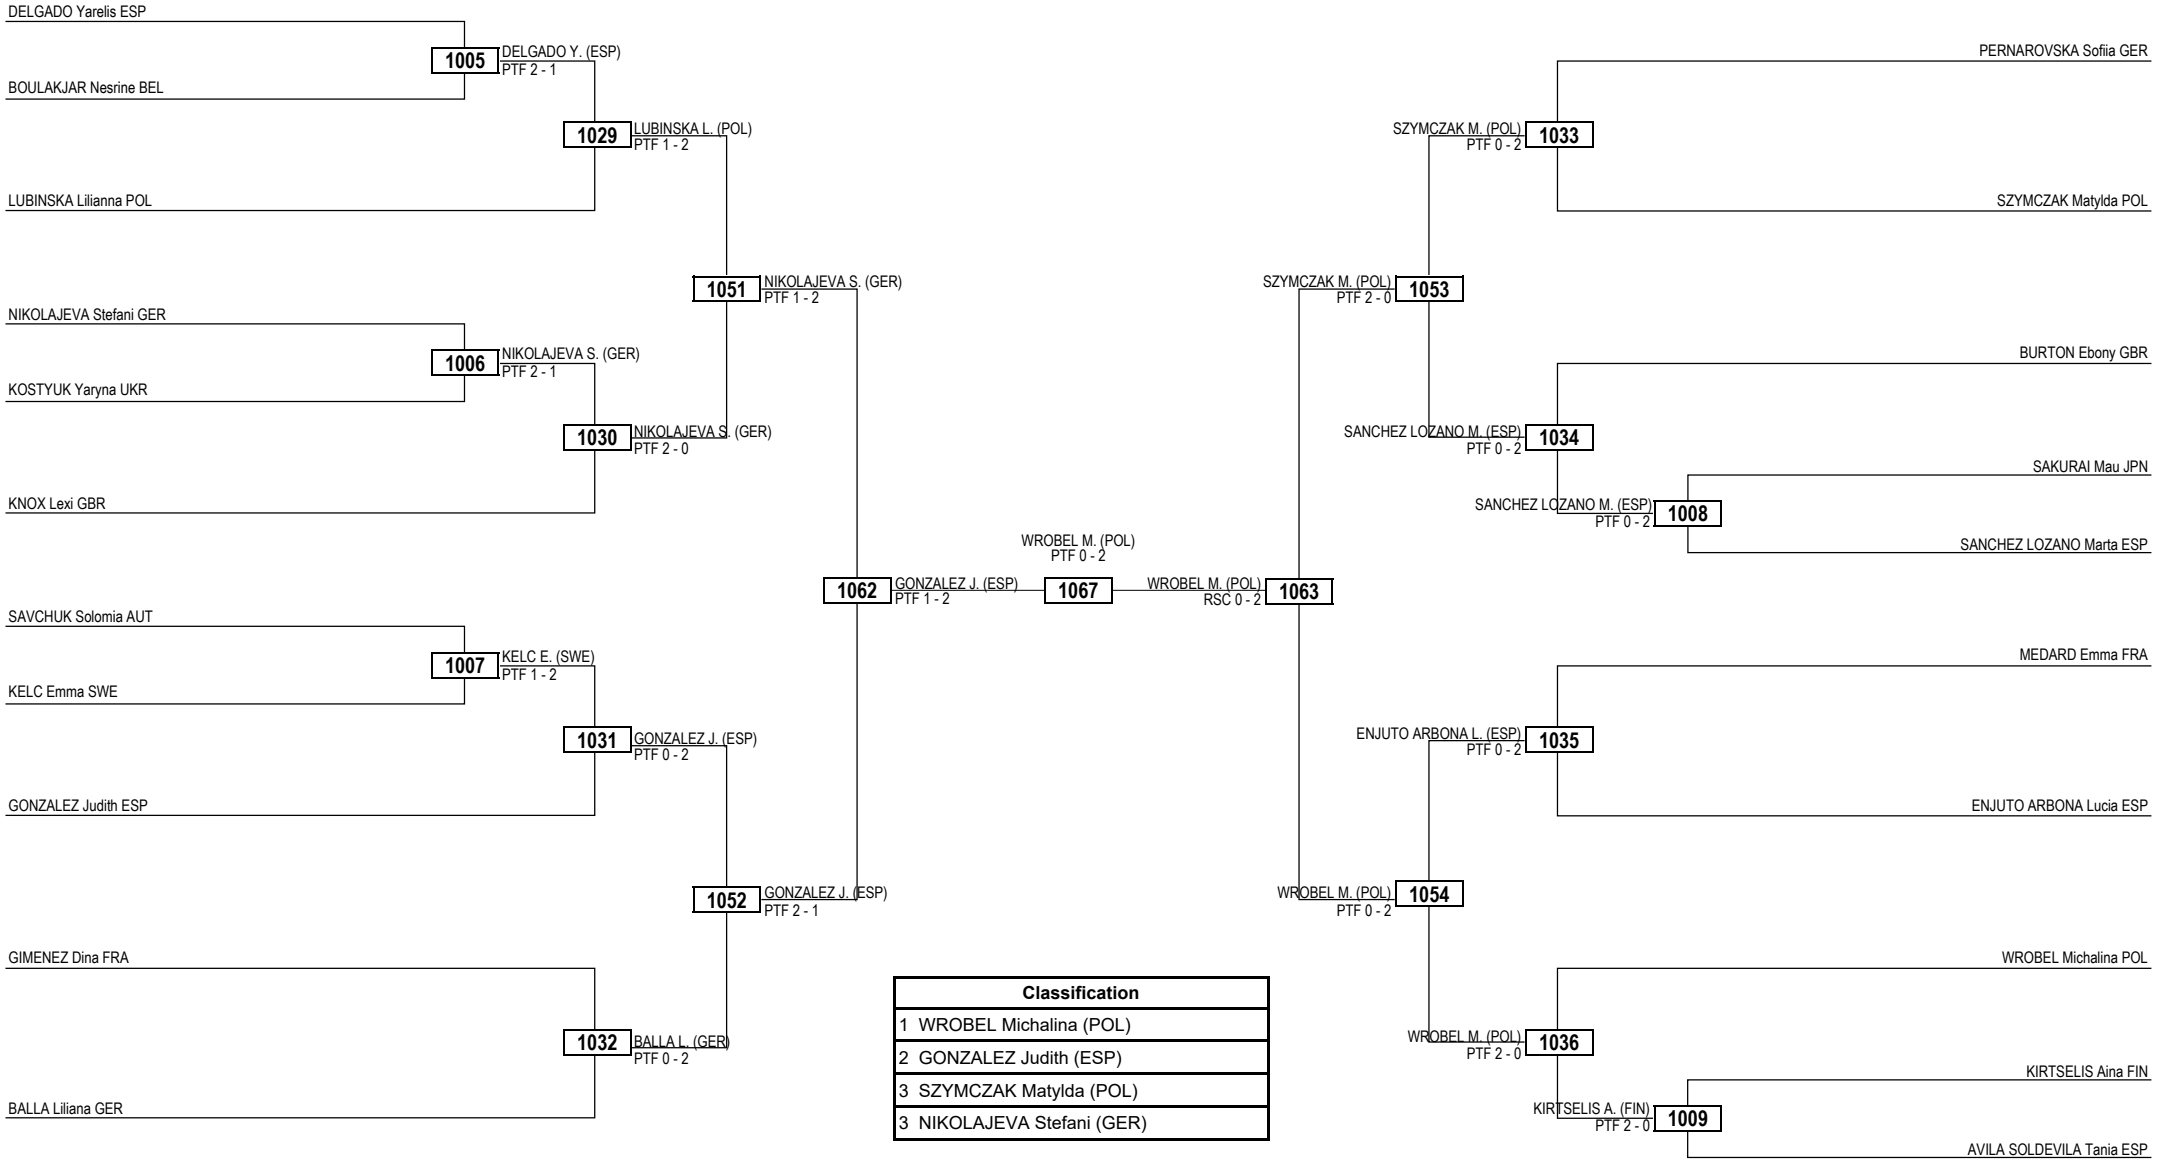 DELGADO Yarelis ESP
1005
DELGADO Y. (ESP)
PTF 2 - 1
BOULAKJAR Nesrine BEL
1029
LUBINSKA L. (POL)
PTF 1 - 2
LUBINSKA Lilianna POL
1051
NIKOLAJEVA S. (GER)
PTF 1 - 2
NIKOLAJEVA Stefani GER
1006
NIKOLAJEVA S. (GER)
PTF 2 - 1
KOSTYUK Yaryna UKR
1030
NIKOLAJEVA S. (GER)
PTF 2 - 0
KNOX Lexi GBR
1062
GONZALEZ J. (ESP)
PTF 1 - 2
SAVCHUK Solomia AUT
1007
KELC E. (SWE)
PTF 1 - 2
KELC Emma SWE
1031
GONZALEZ J. (ESP)
PTF 0 - 2
GONZALEZ Judith ESP
1052
GONZALEZ J. (ESP)
PTF 2 - 1
GIMENEZ Dina FRA
1032
BALLA L. (GER)
PTF 0 - 2
BALLA Liliana GER
WROBEL M. (POL)
PTF 0 - 2
1067
PERNAROVSKA Sofiia GER
SZYMCZAK M. (POL)
PTF 0 - 2
1033
SZYMCZAK Matylda POL
SZYMCZAK M. (POL)
PTF 2 - 0
1053
BURTON Ebony GBR
SANCHEZ LOZANO M. (ESP)
PTF 0 - 2
1034
SAKURAI Mau JPN
SANCHEZ LOZANO M. (ESP)
PTF 0 - 2
1008
SANCHEZ LOZANO Marta ESP
WROBEL M. (POL)
RSC 0 - 2
1063
MEDARD Emma FRA
ENJUTO ARBONA L. (ESP)
PTF 0 - 2
1035
ENJUTO ARBONA Lucia ESP
WROBEL M. (POL)
PTF 0 - 2
1054
WROBEL Michalina POL
WROBEL M. (POL)
PTF 2 - 0
1036
KIRTSELIS Aina FIN
KIRTSELIS A. (FIN)
PTF 2 - 0
1009
AVILA SOLDEVILA Tania ESP
Classification
1 WROBEL Michalina (POL)
2 GONZALEZ Judith (ESP)
3 SZYMCZAK Matylda (POL)
3 NIKOLAJEVA Stefani (GER)